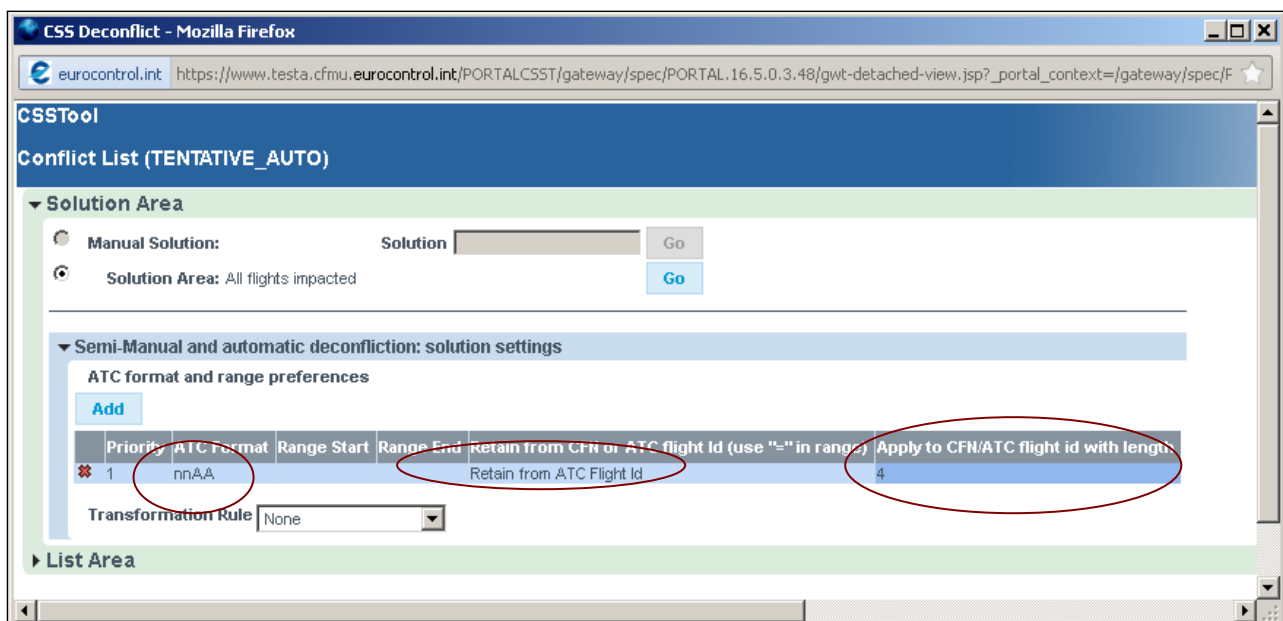 CSS Deconflict - Mozilla Firefox
eurocontrol.int https://www.testa.cfmu.eurocontrol.int/PORTALCSST/gateway/spec/PORTAL.16.5.0.3.48/gwt-detached-view.jsp?_portal_context=/gateway/spec/F
CSSTool
Conflict List (TENTATIVE_AUTO)
Solution Area
Manual Solution: Solution Go
Solution Area: All flights impacted Go
Semi-Manual and automatic deconfliction: solution settings
ATC format and range preferences
Add
Priority ATC Format Range Start Range End Retain from CFN or ATC flight Id (use "=" in range) Apply to CFN/ATC flight id with length
1 nnAA Retain from ATC Flight Id 4
Transformation Rule None
List Area